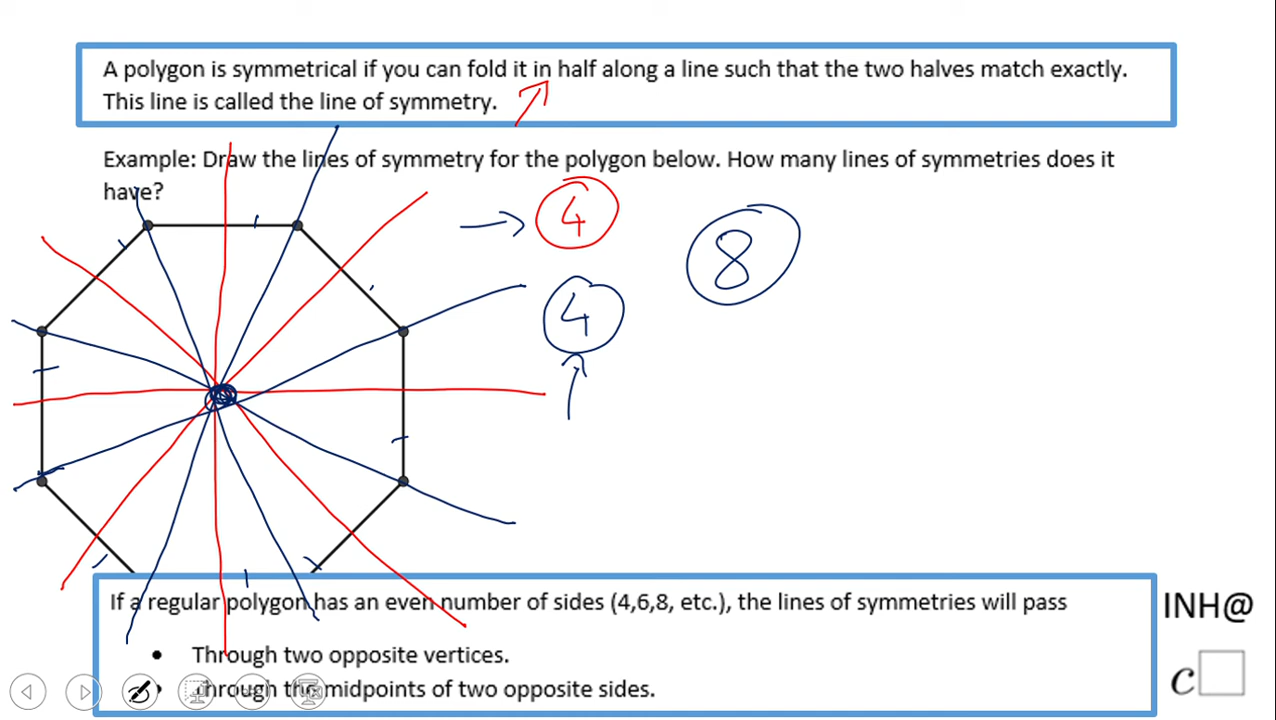 A polygon is symmetrical if you can fold it in half along a line such that the two halves match exactly.
This line is called the line of symmetry.
Example: Draw the lines of symmetry for the polygon below. How many lines of symmetries does it
have?
4
8
4
If a regular polygon has an even number of sides (4,6,8, etc.), the lines of symmetries will pass
INH@
• Through two opposite vertices.
• Through the midpoints of two opposite sides.
c